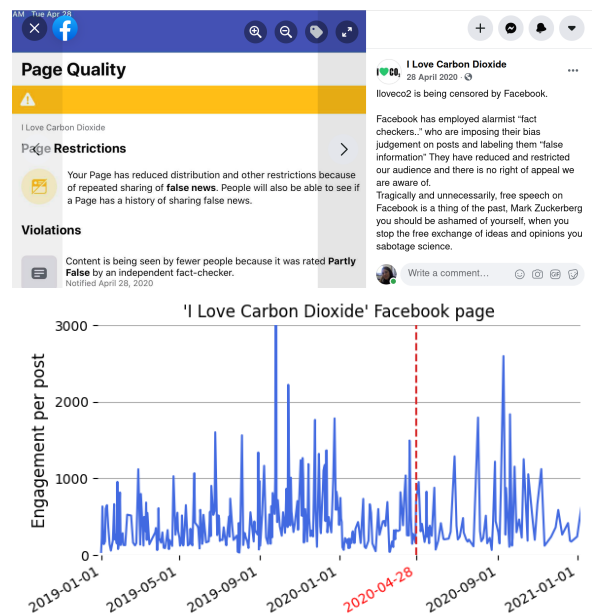 AM Tue Apr 28
Page Quality
I Love Carbon Dioxide
Page Restrictions
Your Page has reduced distribution and other restrictions because
of repeated sharing of false news. People will also be able to see if
a Page has a history of sharing false news.
Violations
Content is being seen by fewer people because it was rated Partly
False by an independent fact-checker.
Notified April 28, 2020
I CO₂
I Love Carbon Dioxide
28 April 2020 ·
Iloveco2 is being censored by Facebook.
Facebook has employed alarmist “fact
checkers..” who are imposing their bias
judgement on posts and labeling them “false
information” They have reduced and restricted
our audience and there is no right of appeal we
are aware of.
Tragically and unnecessarily, free speech on
Facebook is a thing of the past, Mark Zuckerberg
you should be ashamed of yourself, when you
stop the free exchange of ideas and opinions you
sabotage science.
Write a comment...
GIF
'I Love Carbon Dioxide' Facebook page
Engagement per post
3000
2000
1000
0
2019-01-01
2019-05-01
2019-09-01
2020-01-01
2020-04-28
2020-09-01
2021-01-01